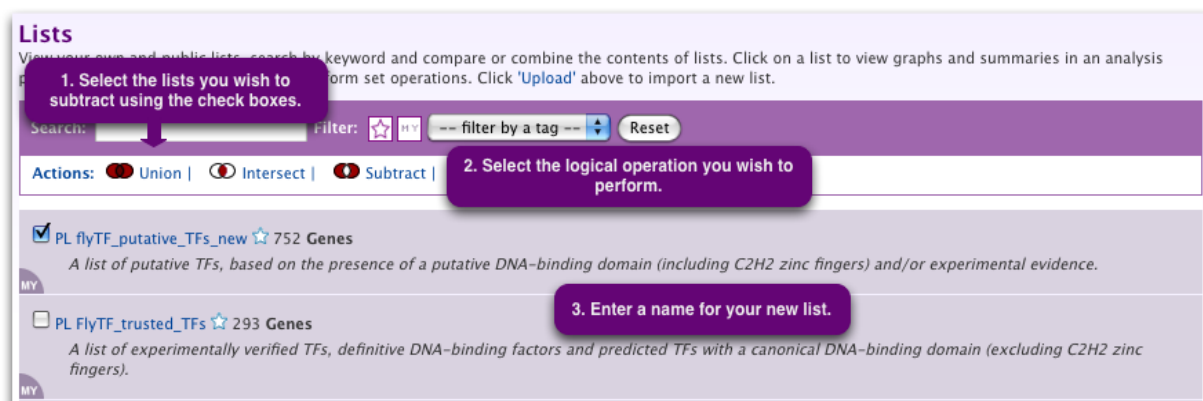 Lists
View your own and public lists, search by keyword and compare or combine the contents of lists. Click on a list to view graphs and summaries in an analysis
1. Select the lists you wish to
subtract using the check boxes.
form set operations. Click 'Upload' above to import a new list.
Search: Filter: MY -- filter by a tag -- Reset
Actions: Union | Intersect | Subtract |
2. Select the logical operation you wish to
perform.
PL flyTF_putative_TFs_new 752 Genes
A list of putative TFs, based on the presence of a putative DNA-binding domain (including C2H2 zinc fingers) and/or experimental evidence.
MY
3. Enter a name for your new list.
PL FlyTF_trusted_TFs 293 Genes
A list of experimentally verified TFs, definitive DNA-binding factors and predicted TFs with a canonical DNA-binding domain (excluding C2H2 zinc
fingers).
MY